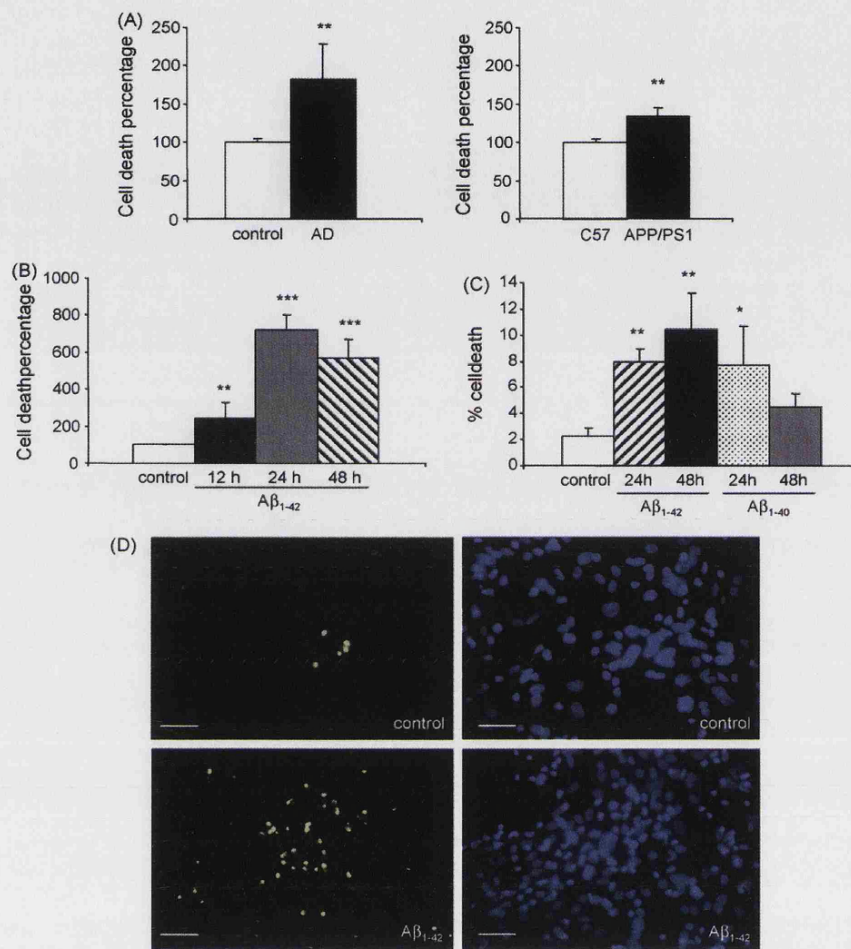 (A)
Cell death percentage
250
200
150
100
50
0
**
control AD
Cell death percentage
250
200
150
100
50
0
**
C57 APP/PS1
(B)
Cell deathpercentage
1000
800
600
400
200
0
**
***
***
control 12 h 24 h 48 h
Aβ1-42
(C)
% celldeath
14
12
10
8
6
4
2
0
**
**
*
control 24h 48h 24h 48h
Aβ1-42 Aβ1-40
(D)
control
control
Aβ1-42
Aβ1-42